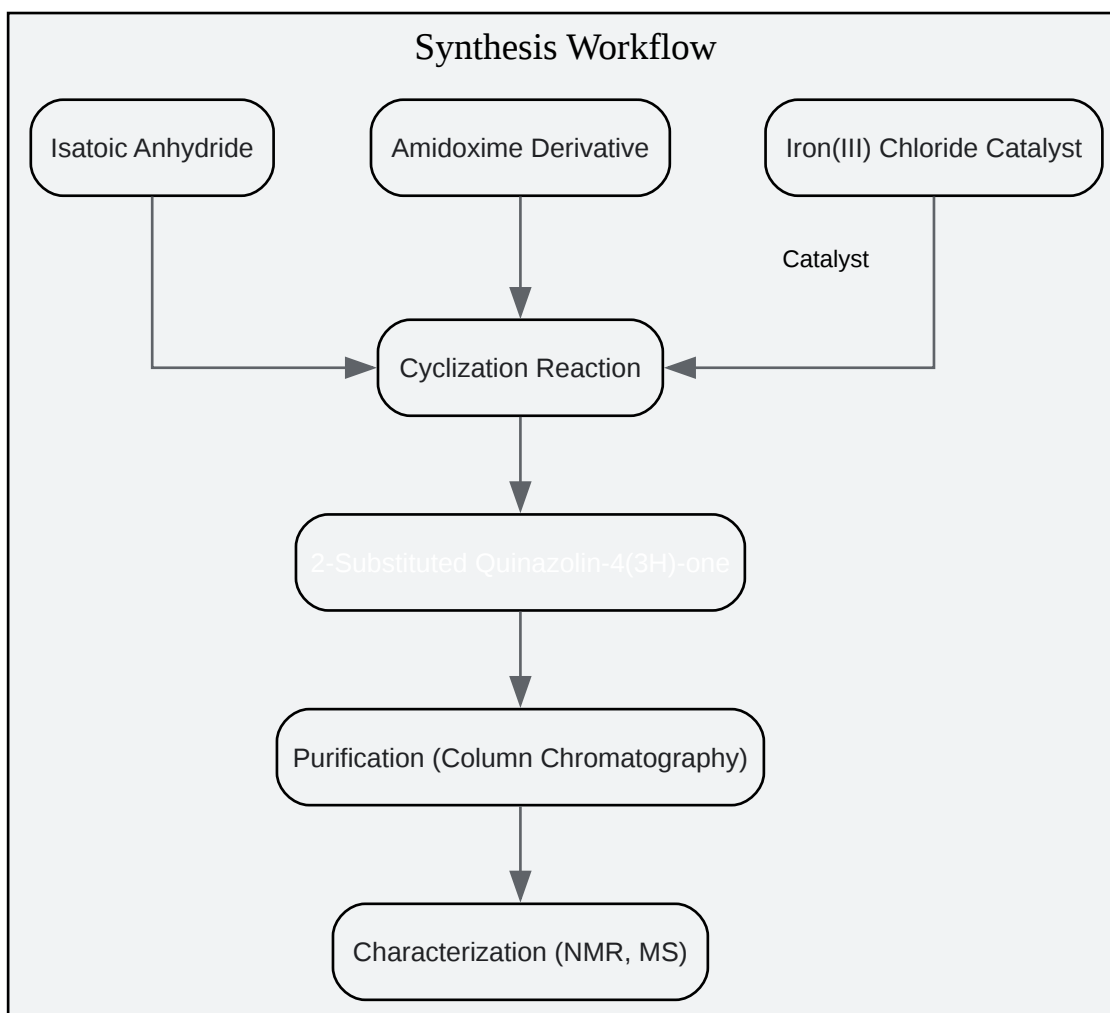 Synthesis Workflow
Isatoic Anhydride
Amidoxime Derivative
Iron(III) Chloride Catalyst
Catalyst
Cyclization Reaction
2-Substituted Quinazolin-4(3H)-one
Purification (Column Chromatography)
Characterization (NMR, MS)